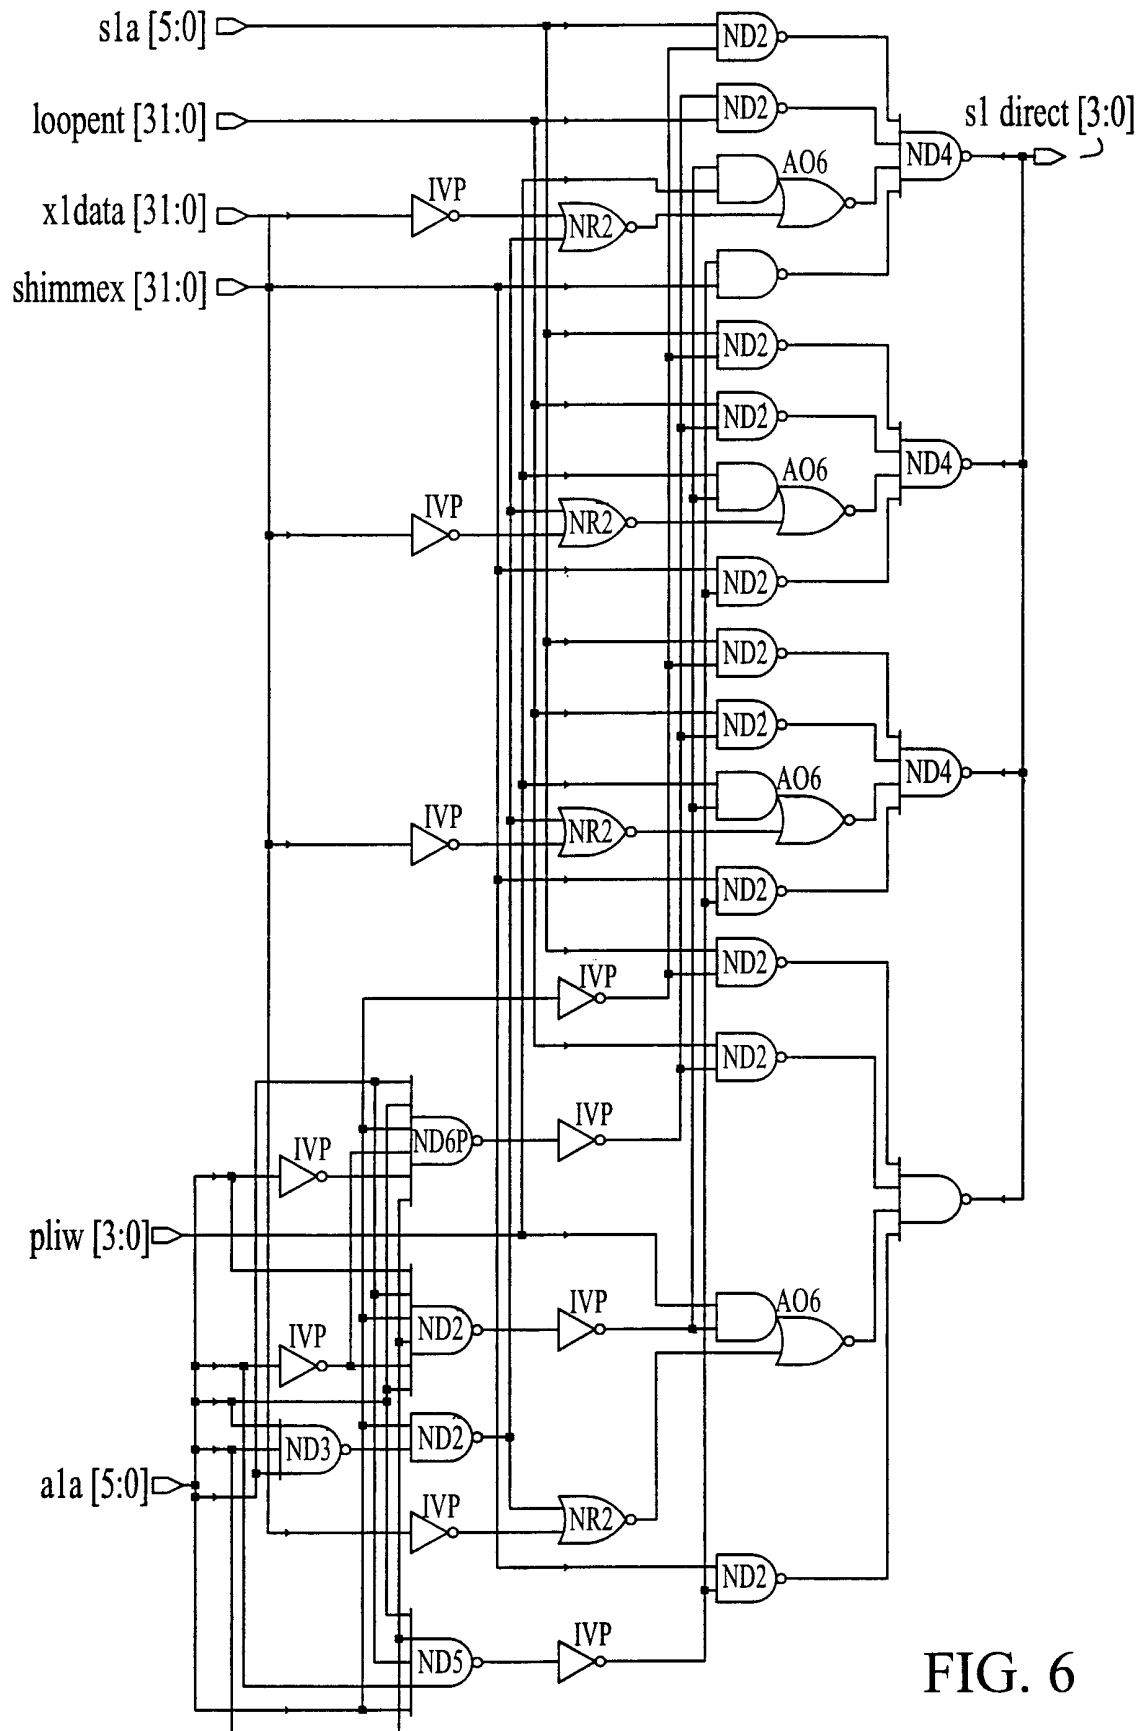 s1a [5:0]
ND2
loopent [31:0]
ND2
s1 direct [3:0]
ND4
AO6
IVP
x1data [31:0]
NR2
shimmex [31:0]
ND2
ND2
ND4
AO6
IVP
NR2
ND2
ND2
ND2
ND4
AO6
IVP
NR2
ND2
ND2
IVP
ND2
IVP
ND6P
IVP
pliw [3:0]
IVP
AO6
ND2
IVP
ND2
ND3
a1a [5:0]
IVP
NR2
ND2
IVP
ND5
FIG. 6